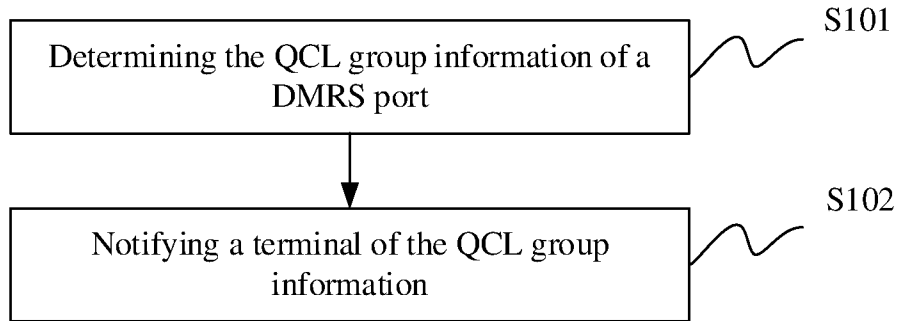 S101
Determining the QCL group information of a
DMRS port
S102
Notifying a terminal of the QCL group
information